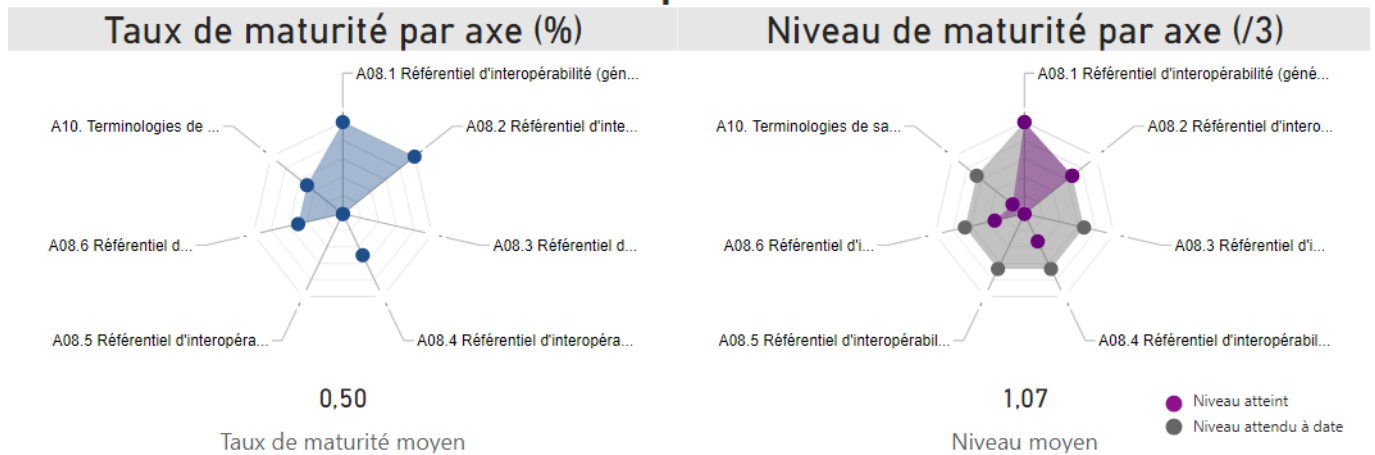 Taux de maturité par axe (%)
A08.1 Référentiel d'interopérabilité (gén...
A10. Terminologies de ...
A08.2 Référentiel d'inte...
A08.6 Référentiel d...
A08.3 Référentiel d...
A08.5 Référentiel d'interopéra...
A08.4 Référentiel d'interopéra...
0,50
Taux de maturité moyen
Niveau de maturité par axe (/3)
A08.1 Référentiel d'interopérabilité (géné...
A10. Terminologies de sa...
A08.2 Référentiel d'intero...
A08.6 Référentiel d'i...
A08.3 Référentiel d'i...
A08.5 Référentiel d'interopérabil...
A08.4 Référentiel d'interopérabil...
1,07
Niveau moyen
Niveau atteint
Niveau attendu à date